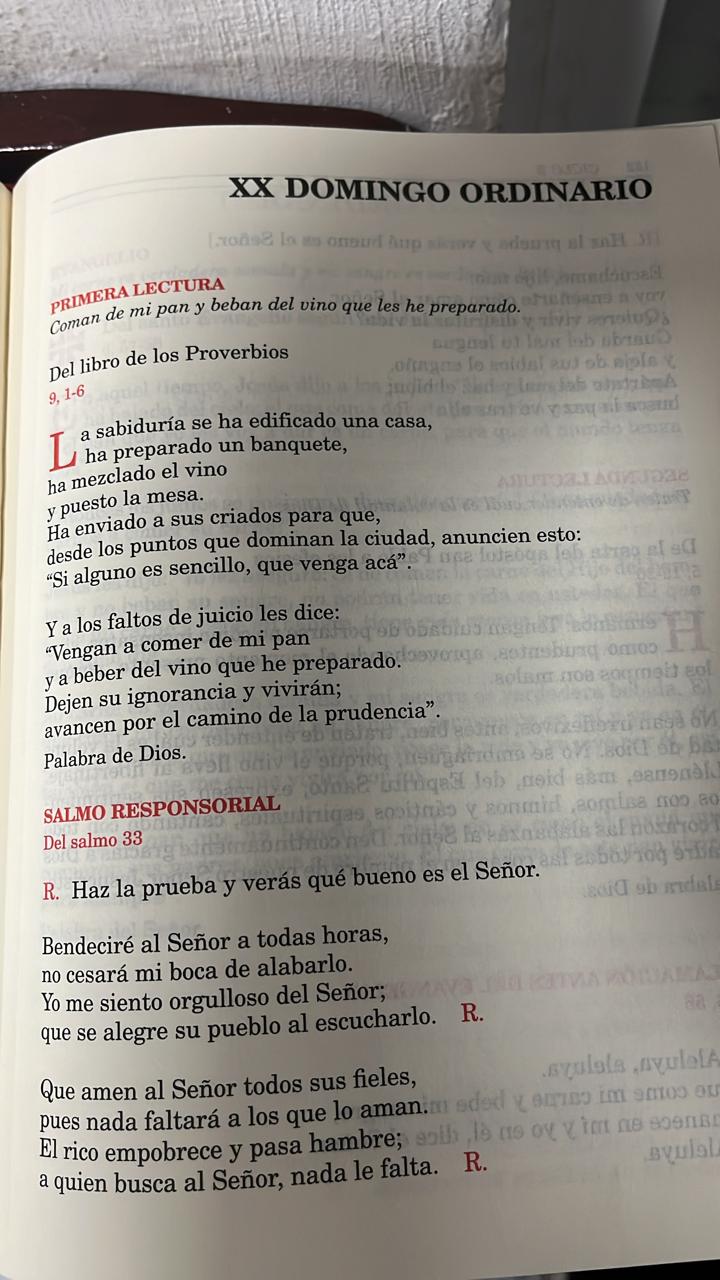 XX DOMINGO ORDINARIO
PRIMERA LECTURA
Coman de mi pan y beban del vino que les he preparado.
Del libro de los Proverbios
9, 1-6
La sabiduría se ha edificado una casa,
ha preparado un banquete,
ha mezclado el vino
y puesto la mesa.
Ha enviado a sus criados para que,
desde los puntos que dominan la ciudad, anuncien esto:
“Si alguno es sencillo, que venga acá”.
Y a los faltos de juicio les dice:
“Vengan a comer de mi pan
y a beber del vino que he preparado.
Dejen su ignorancia y vivirán;
avancen por el camino de la prudencia”.
Palabra de Dios.
SALMO RESPONSORIAL
Del salmo 33
R. Haz la prueba y verás qué bueno es el Señor.
Bendeciré al Señor a todas horas,
no cesará mi boca de alabarlo.
Yo me siento orgulloso del Señor;
que se alegre su pueblo al escucharlo. R.
Que amen al Señor todos sus fieles,
pues nada faltará a los que lo aman.
El rico empobrece y pasa hambre;
a quien busca al Señor, nada le falta. R.